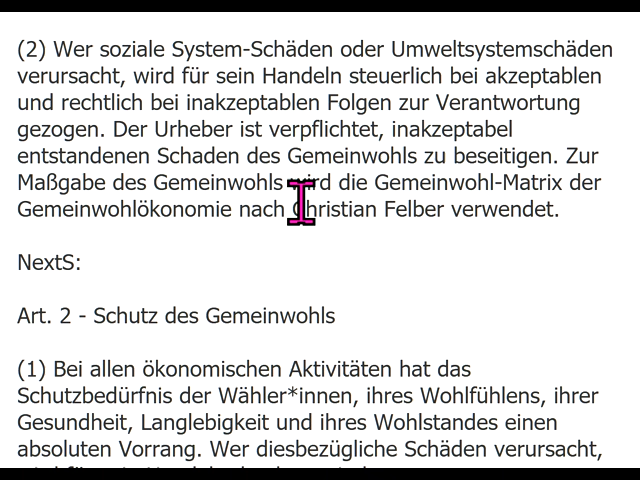 (2) Wer soziale System-Schäden oder Umweltsystemschäden
verursacht, wird für sein Handeln steuerlich bei akzeptablen
und rechtlich bei inakzeptablen Folgen zur Verantwortung
gezogen. Der Urheber ist verpflichtet, inakzeptabel
entstandenen Schaden des Gemeinwohls zu beseitigen. Zur
Maßgabe des Gemeinwohls wird die Gemeinwohl-Matrix der
Gemeinwohlökonomie nach Christian Felber verwendet.
NextS:
Art. 2 - Schutz des Gemeinwohls
(1) Bei allen ökonomischen Aktivitäten hat das
Schutzbedürfnis der Wähler*innen, ihres Wohlfühlens, ihrer
Gesundheit, Langlebigkeit und ihres Wohlstandes einen
absoluten Vorrang. Wer diesbezügliche Schäden verursacht,